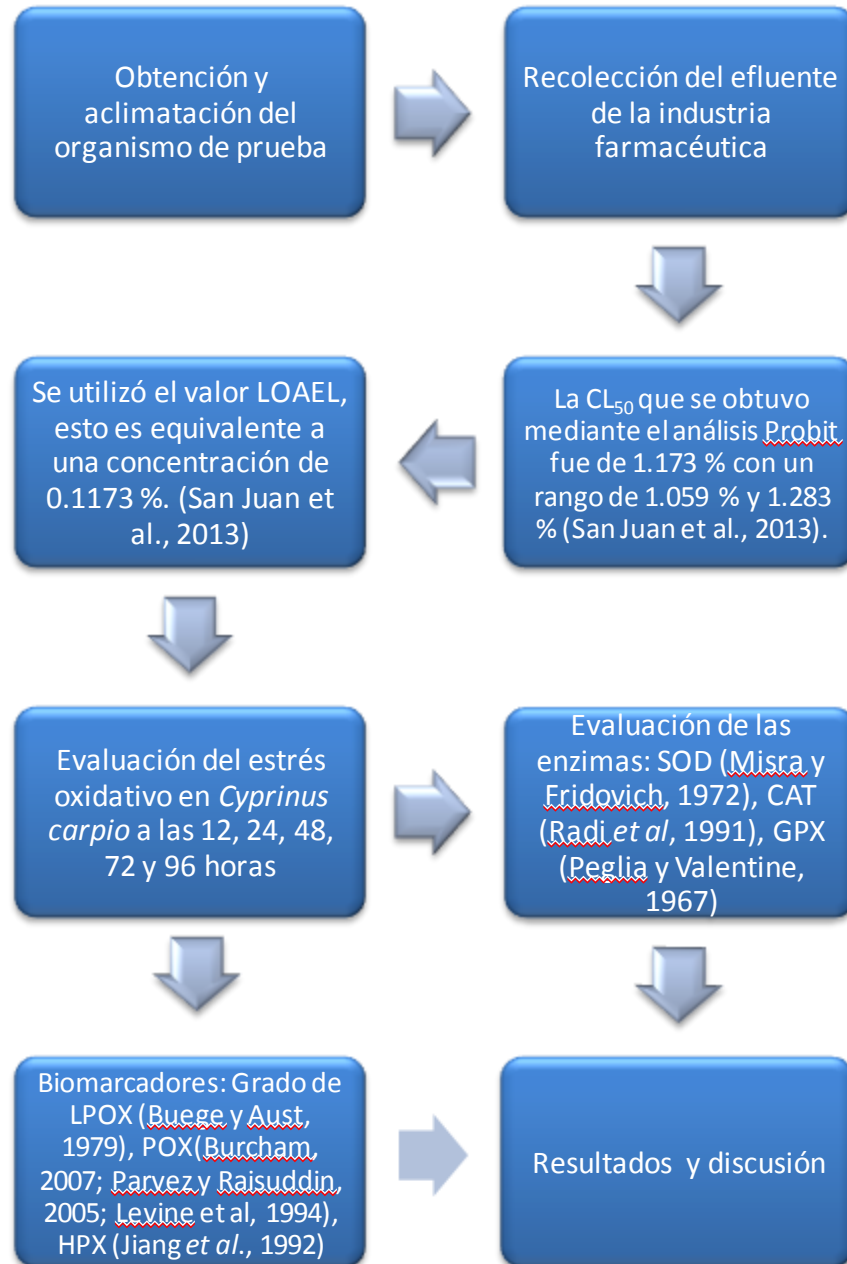 Obtención y
aclimatación del
organismo de prueba
Recolección del efluente
de la industria
farmacéutica
La CL₅₀ que se obtuvo
mediante el análisis Probit
fue de 1.173 % con un
rango de 1.059 % y 1.283
% (San Juan et al., 2013).
Se utilizó el valor LOAEL,
esto es equivalente a
una concentración de
0.1173 %. (San Juan et
al., 2013)
Evaluación del estrés
oxidativo en Cyprinus
carpio a las 12, 24, 48,
72 y 96 horas
Evaluación de las
enzimas: SOD (Misra y
Fridovich, 1972), CAT
(Radi et al, 1991), GPX
(Peglia y Valentine,
1967)
Biomarcadores: Grado de
LPOX (Buege y Aust,
1979), POX(Burcham,
2007; Parvez y Raisuddin,
2005; Levine et al, 1994),
HPX (Jiang et al., 1992)
Resultados y discusión